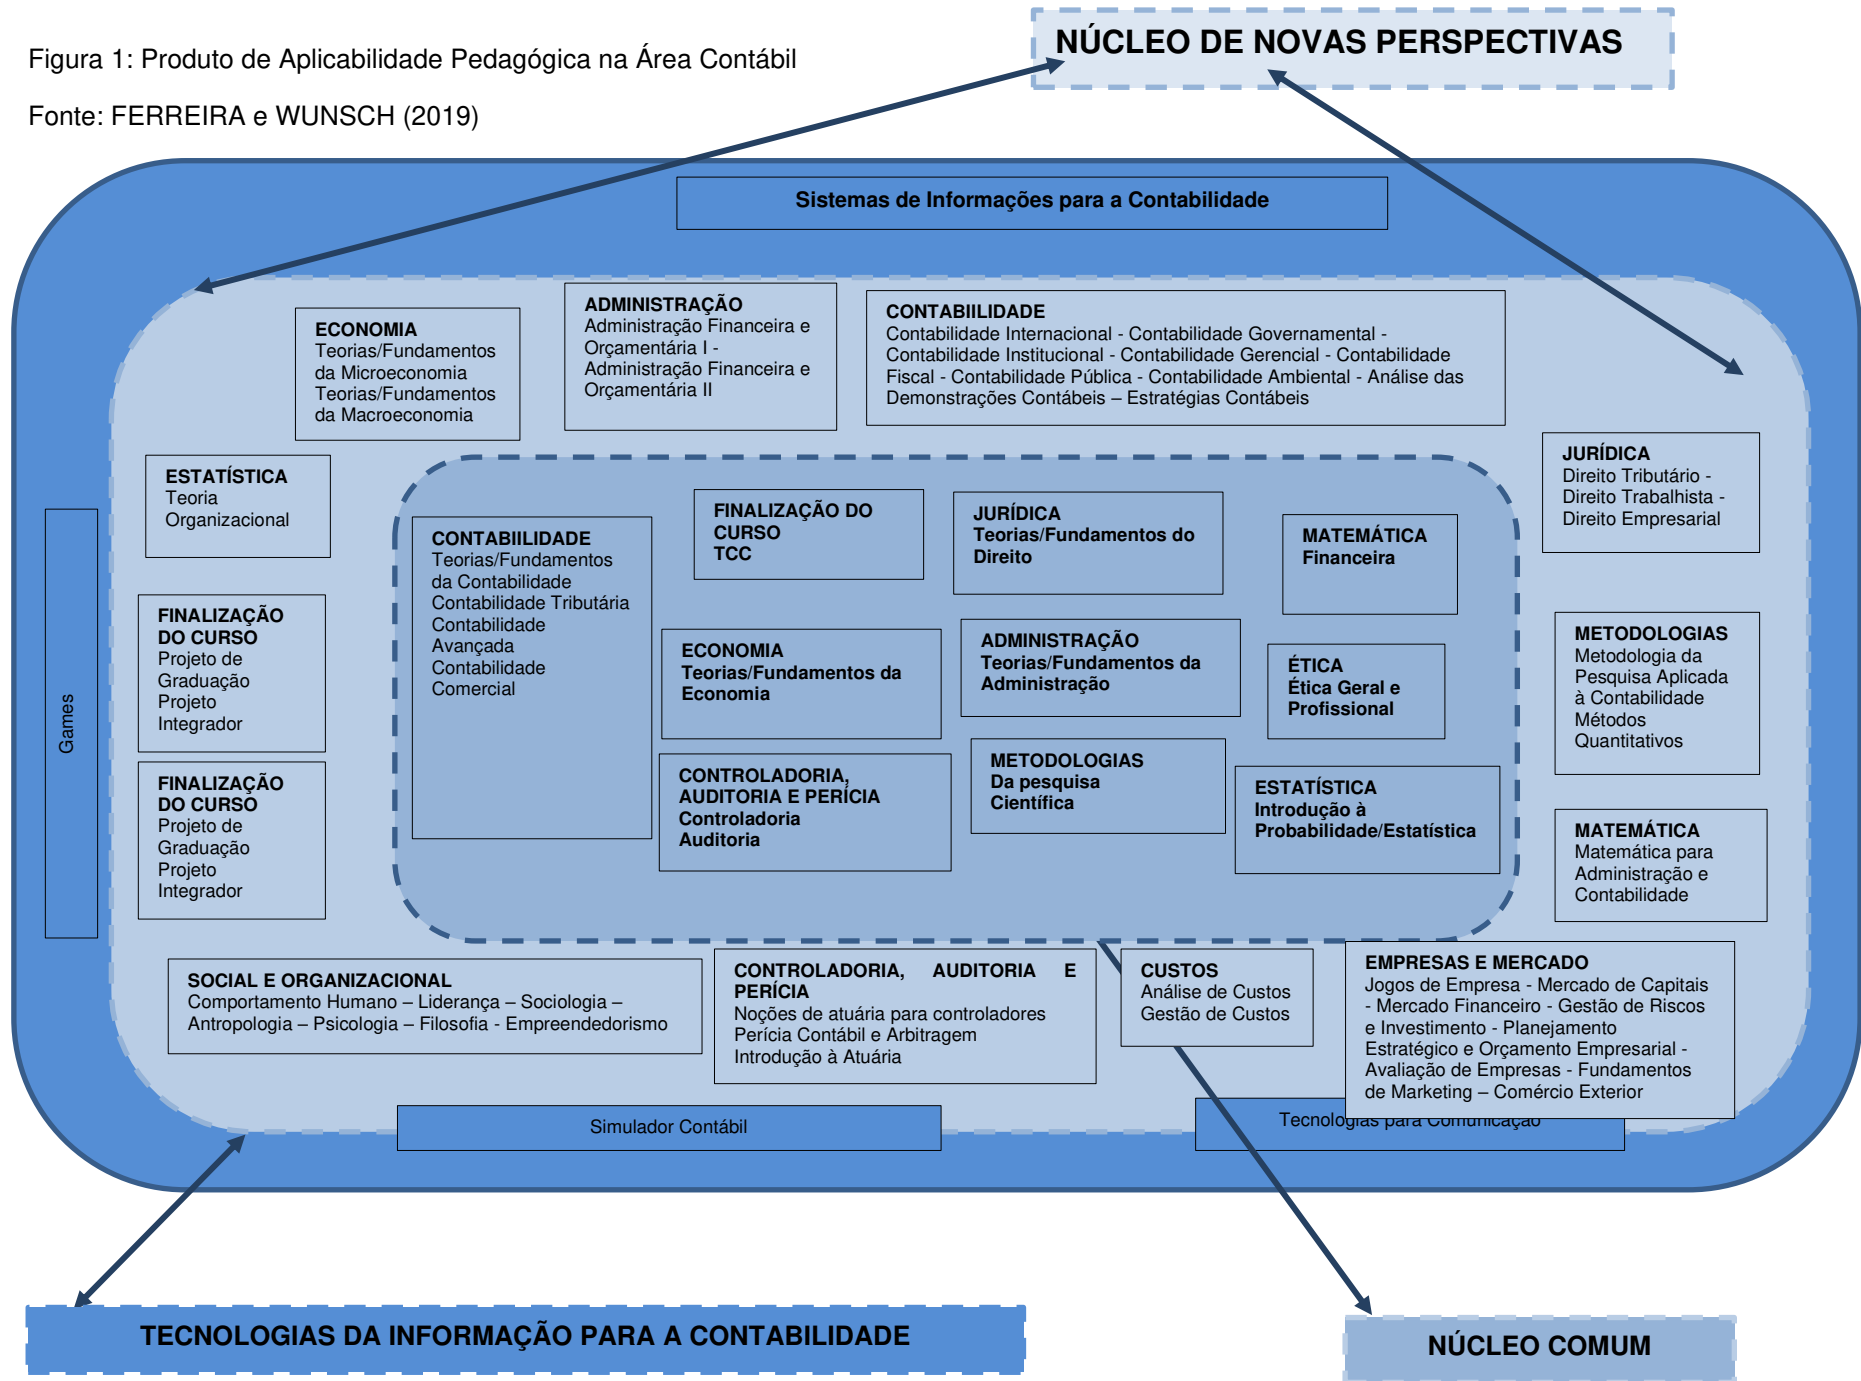 NÚCLEO DE NOVAS PERSPECTIVAS
Figura 1: Produto de Aplicabilidade Pedagógica na Área Contábil
Fonte: FERREIRA e WUNSCH (2019)
Sistemas de Informações para a Contabilidade
ECONOMIA
Teorias/Fundamentos
da Microeconomia
Teorias/Fundamentos
da Macroeconomia
ADMINISTRAÇÃO
Administração Financeira e
Orçamentária I -
Administração Financeira e
Orçamentária II
CONTABIILIDADE
Contabilidade Internacional - Contabilidade Governamental -
Contabilidade Institucional - Contabilidade Gerencial - Contabilidade
Fiscal - Contabilidade Pública - Contabilidade Ambiental - Análise das
Demonstrações Contábeis – Estratégias Contábeis
ESTATÍSTICA
Teoria
Organizacional
JURÍDICA
Direito Tributário -
Direito Trabalhista -
Direito Empresarial
CONTABIILIDADE
Teorias/Fundamentos
da Contabilidade
Contabilidade Tributária
Contabilidade
Avançada
Contabilidade
Comercial
FINALIZAÇÃO DO
CURSO
TCC
JURÍDICA
Teorias/Fundamentos do
Direito
MATEMÁTICA
Financeira
Games
FINALIZAÇÃO
DO CURSO
Projeto de
Graduação
Projeto
Integrador
ECONOMIA
Teorias/Fundamentos da
Economia
ADMINISTRAÇÃO
Teorias/Fundamentos da
Administração
ÉTICA
Ética Geral e
Profissional
METODOLOGIAS
Metodologia da
Pesquisa Aplicada
à Contabilidade
Métodos
Quantitativos
FINALIZAÇÃO
DO CURSO
Projeto de
Graduação
Projeto
Integrador
CONTROLADORIA,
AUDITORIA E PERÍCIA
Controladoria
Auditoria
METODOLOGIAS
Da pesquisa
Científica
ESTATÍSTICA
Introdução à
Probabilidade/Estatística
MATEMÁTICA
Matemática para
Administração e
Contabilidade
SOCIAL E ORGANIZACIONAL
Comportamento Humano – Liderança – Sociologia –
Antropologia – Psicologia – Filosofia - Empreendedorismo
CONTROLADORIA, AUDITORIA E
PERÍCIA
Noções de atuária para controladores
Perícia Contábil e Arbitragem
Introdução à Atuária
CUSTOS
Análise de Custos
Gestão de Custos
EMPRESAS E MERCADO
Jogos de Empresa - Mercado de Capitais
- Mercado Financeiro - Gestão de Riscos
e Investimento - Planejamento
Estratégico e Orçamento Empresarial -
Avaliação de Empresas - Fundamentos
de Marketing – Comércio Exterior
Simulador Contábil
Tecnologias para Comunicação
TECNOLOGIAS DA INFORMAÇÃO PARA A CONTABILIDADE
NÚCLEO COMUM